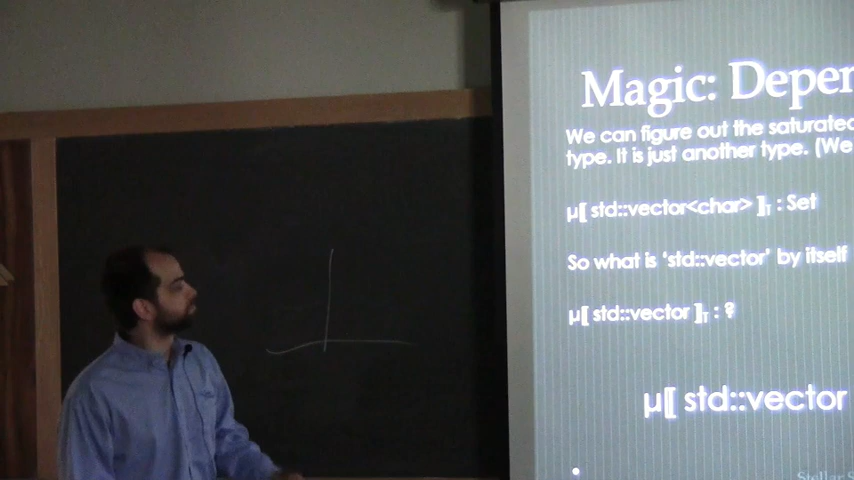 Magic: Depen
We can figure out the saturated
type. It is just another type. (We
μ⟦ std::vector<char> ⟧T : Set
So what is ‘std::vector’ by itself
μ⟦ std::vector ⟧T : ?
μ⟦ std::vector
Stellar S